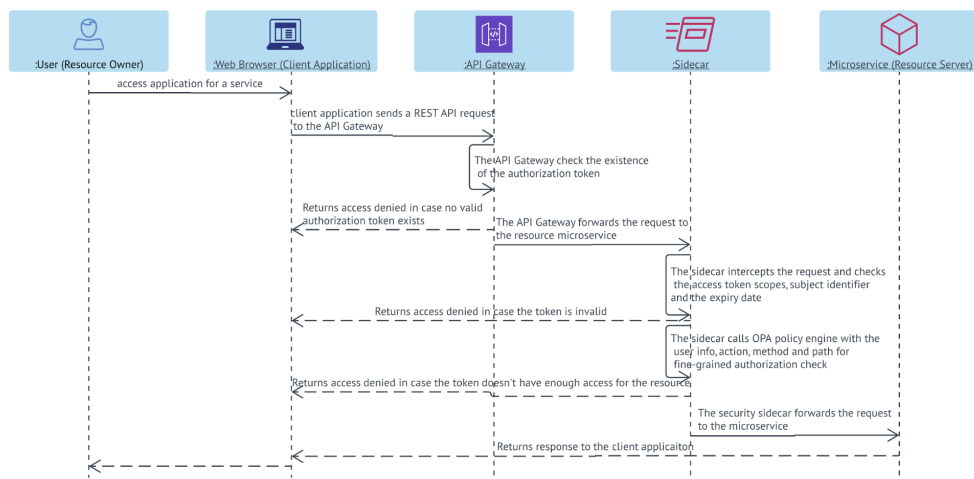 :User (Resource Owner)
:Web Browser (Client Application)
:API Gateway
:Sidecar
:Microservice (Resource Server)
access application for a service
client application sends a REST API request
to the API Gateway
The API Gateway check the existence
of the authorization token
Returns access denied in case no valid
authorization token exists
The API Gateway forwards the request to
the resource microservice
The sidecar intercepts the request and checks
the access token scopes, subject identifier
and the expiry date
Returns access denied in case the token is invalid
The sidecar calls OPA policy engine with the
user info, action, method and path for
fine-grained authorization check
Returns access denied in case the token doesn't have enough access for the resource
The security sidecar forwards the request
to the microservice
Returns response to the client applicaiton